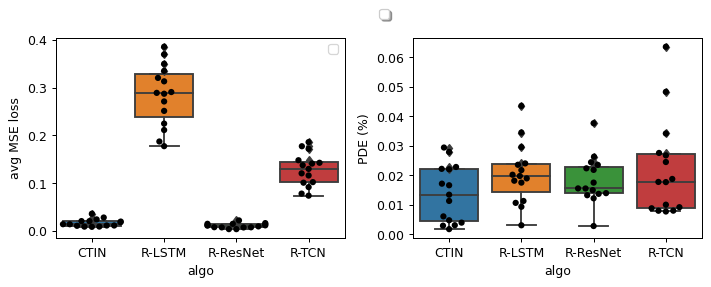 avg MSE loss
0.4
0.3
0.2
0.1
0.0
CTIN R-LSTM R-ResNet R-TCN
algo
PDE (%)
0.06
0.05
0.04
0.03
0.02
0.01
0.00
CTIN R-LSTM R-ResNet R-TCN
algo